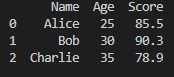 Name Age Score
0 Alice 25 85.5
1 Bob 30 90.3
2 Charlie 35 78.9